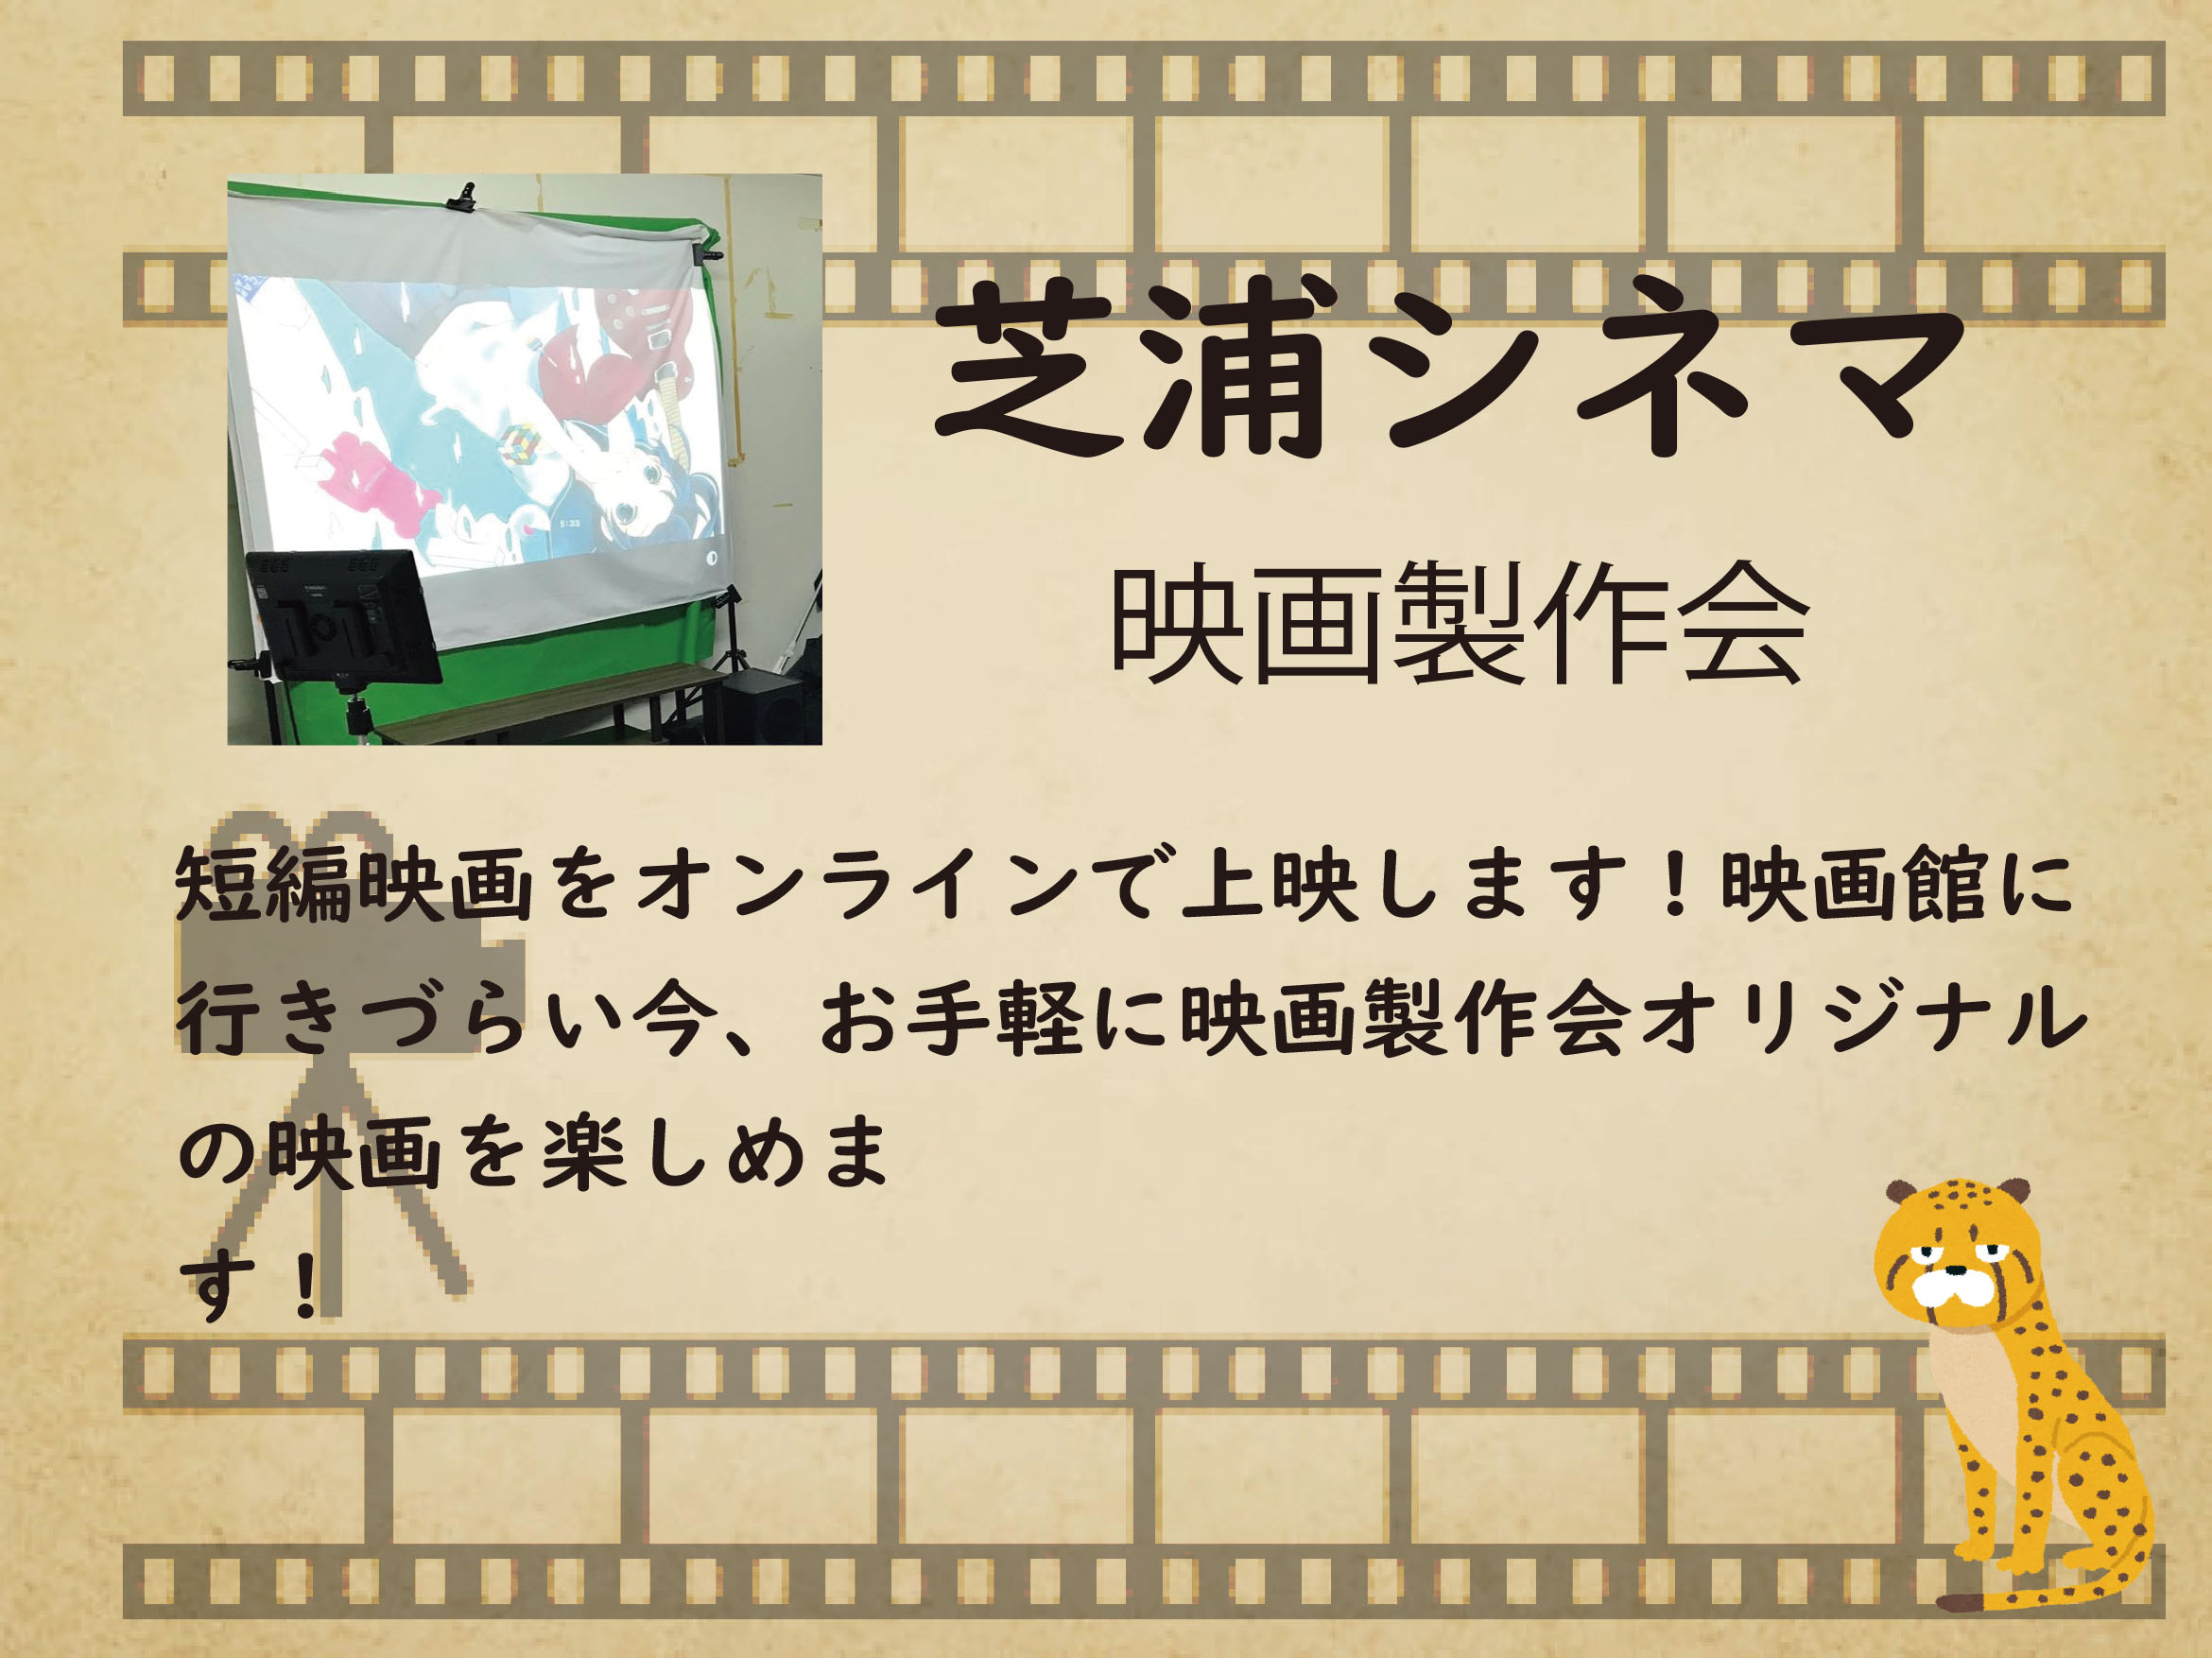 芝浦シネマ
映画製作会
9:33
短編映画をオンラインで上映します！映画館に
行きづらい今、お手軽に映画製作会オリジナル
の映画を楽しめま
す！